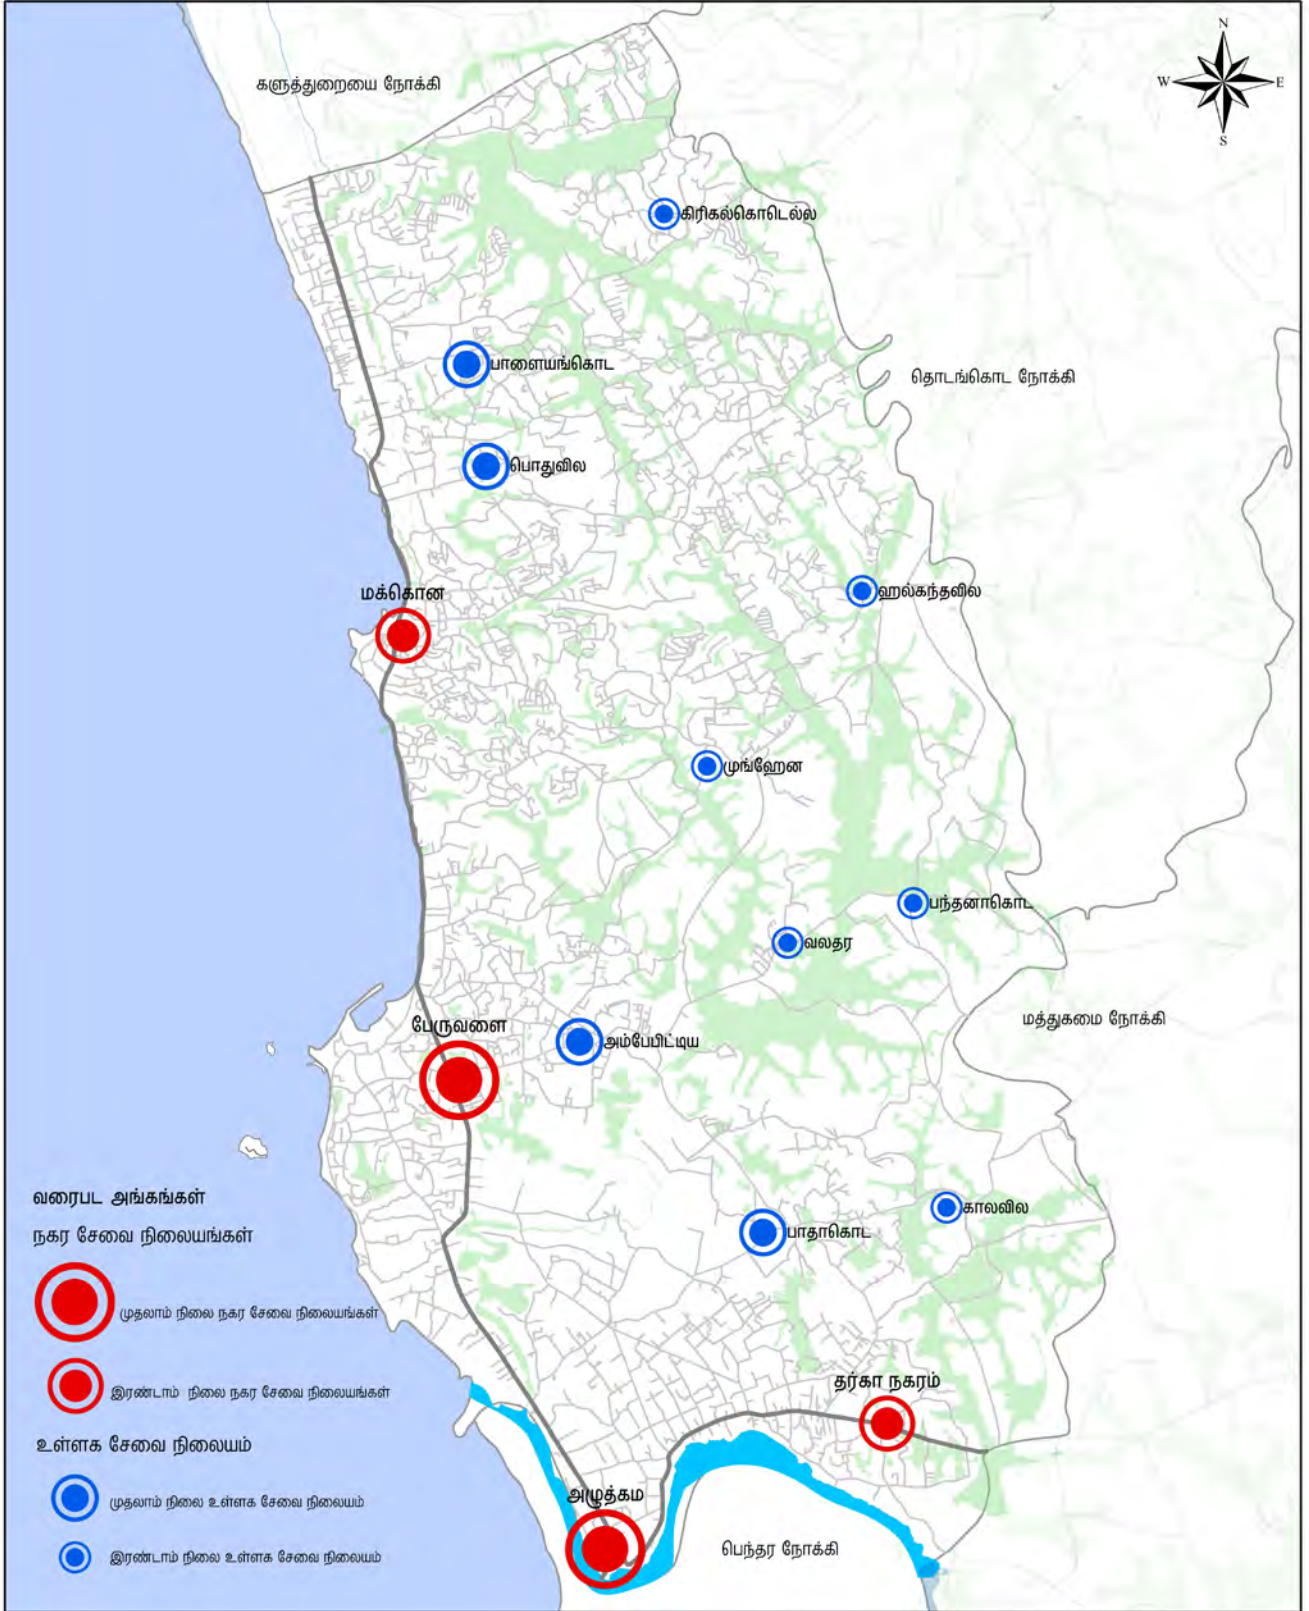 N
W
E
S
களுத்துறையை நோக்கி
கிரிகல்கொடெல்ல
பாளையங்கொட
தொடங்கொட நோக்கி
பொதுவில
மக்கொன
ஹல்கந்தவில
முங்ஹேன
பந்தனாகொட
வலதர
பேருவளை
மத்துகமை நோக்கி
அம்பேபிட்டிய
வரைபட அங்கங்கள்
நகர சேவை நிலையங்கள்
காலவில
பாதாகொட
முதலாம் நிலை நகர சேவை நிலையங்கள்
தர்கா நகரம்
இரண்டாம் நிலை நகர சேவை நிலையங்கள்
உள்ளக சேவை நிலையம்
அழுத்கம
முதலாம் நிலை உள்ளக சேவை நிலையம்
பெந்தர நோக்கி
இரண்டாம் நிலை உள்ளக சேவை நிலையம்